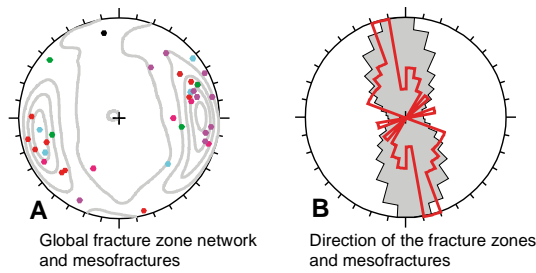 A
B
Global fracture zone network
and mesofractures
Direction of the fracture zones
and mesofractures